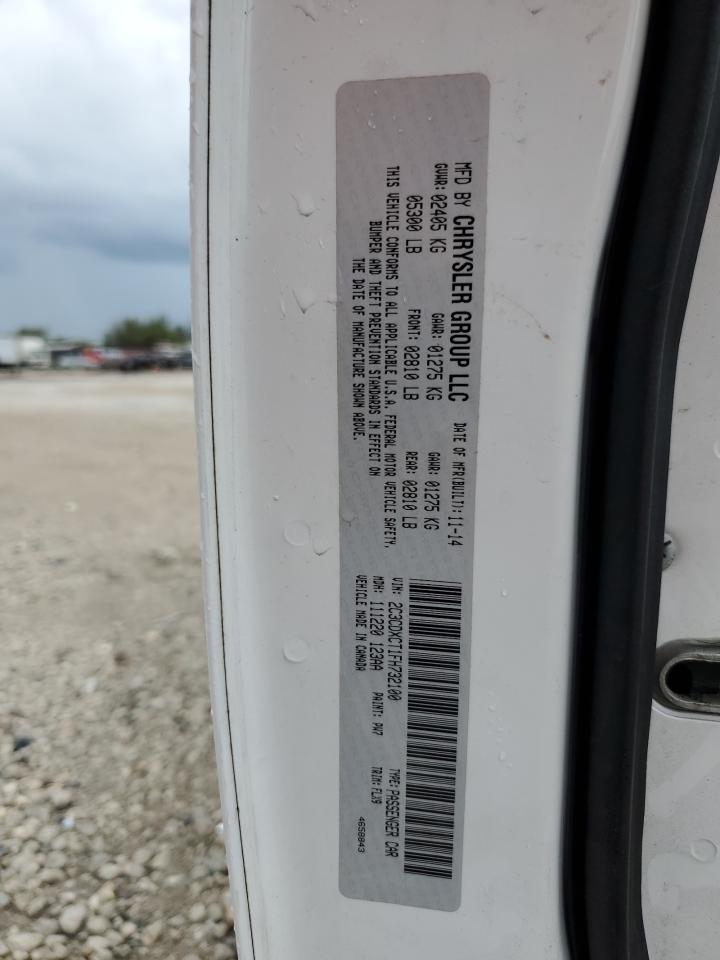 MFD BY CHRYSLER GROUP LLC DATE OF MFR(BUILT): 11-14
GVWR: 02405 KG GAWR: 01275 KG GAWR: 01275 KG
05300 LB FRONT: 02810 LB REAR: 02810 LB
THIS VEHICLE CONFORMS TO ALL APPLICABLE U.S.A. FEDERAL MOTOR VEHICLE SAFETY,
BUMPER AND THEFT PREVENTION STANDARDS IN EFFECT ON
THE DATE OF MANUFACTURE SHOWN ABOVE.
VIN: 2C3CDXCT1FH732100 TYPE: PASSENGER CAR
MDH: 111220 123AA PAINT: PW7 TRIM: FLX9
VEHICLE MADE IN CANADA 4658843